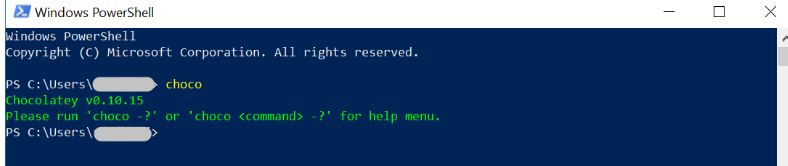 Windows PowerShell
Windows PowerShell
Copyright (C) Microsoft Corporation. All rights reserved.
PS C:\Users\> choco
Chocolatey v0.10.15
Please run 'choco -?' or 'choco <command> -?' for help menu.
PS C:\Users\>